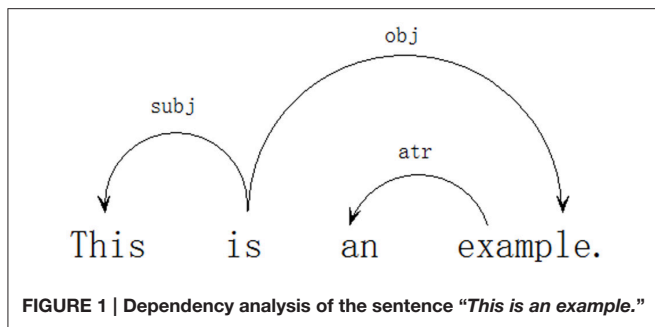 obj
subj
atr
This is an example.
FIGURE 1 | Dependency analysis of the sentence “This is an example.”